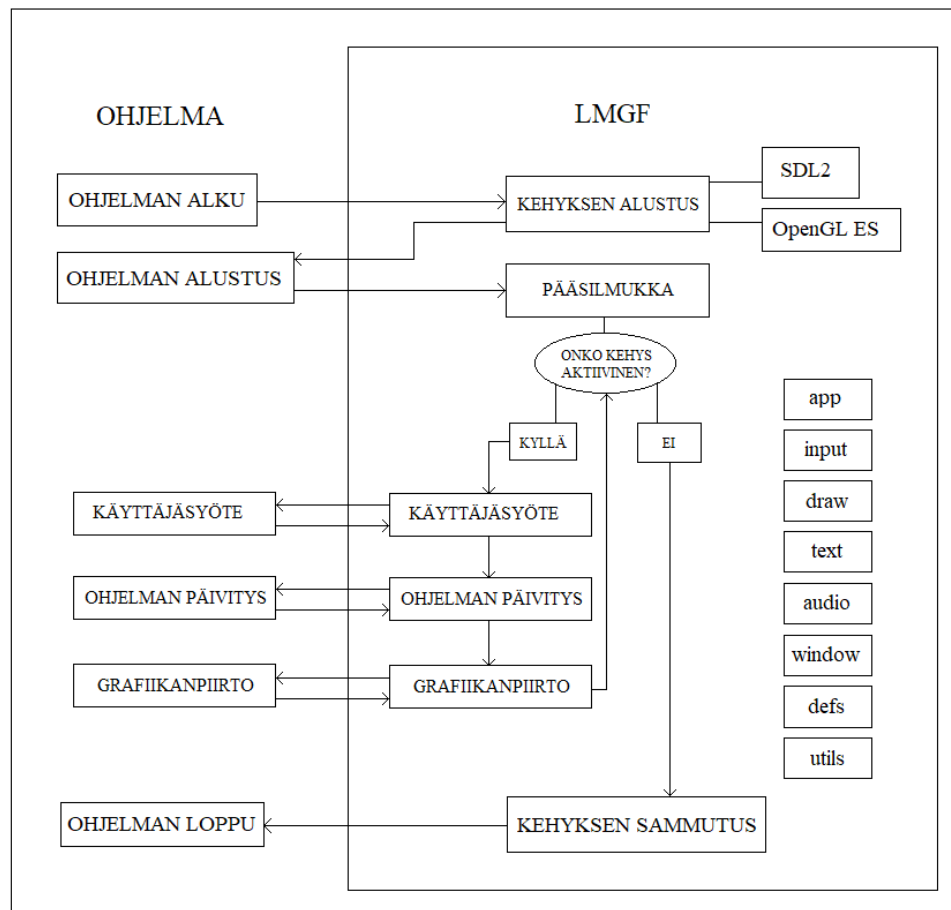 OHJELMA
LMGF
OHJELMAN ALKU
KEHYKSEN ALUSTUS
SDL2
OpenGL ES
OHJELMAN ALUSTUS
PÄÄSILMUKKA
ONKO KEHYS
AKTIIVINEN?
KYLLÄ
EI
app
input
draw
text
audio
window
defs
utils
KÄYTTÄJÄSYÖTE
KÄYTTÄJÄSYÖTE
OHJELMAN PÄIVITYS
OHJELMAN PÄIVITYS
GRAFIIKANPIIRTO
GRAFIIKANPIIRTO
OHJELMAN LOPPU
KEHYKSEN SAMMUTUS